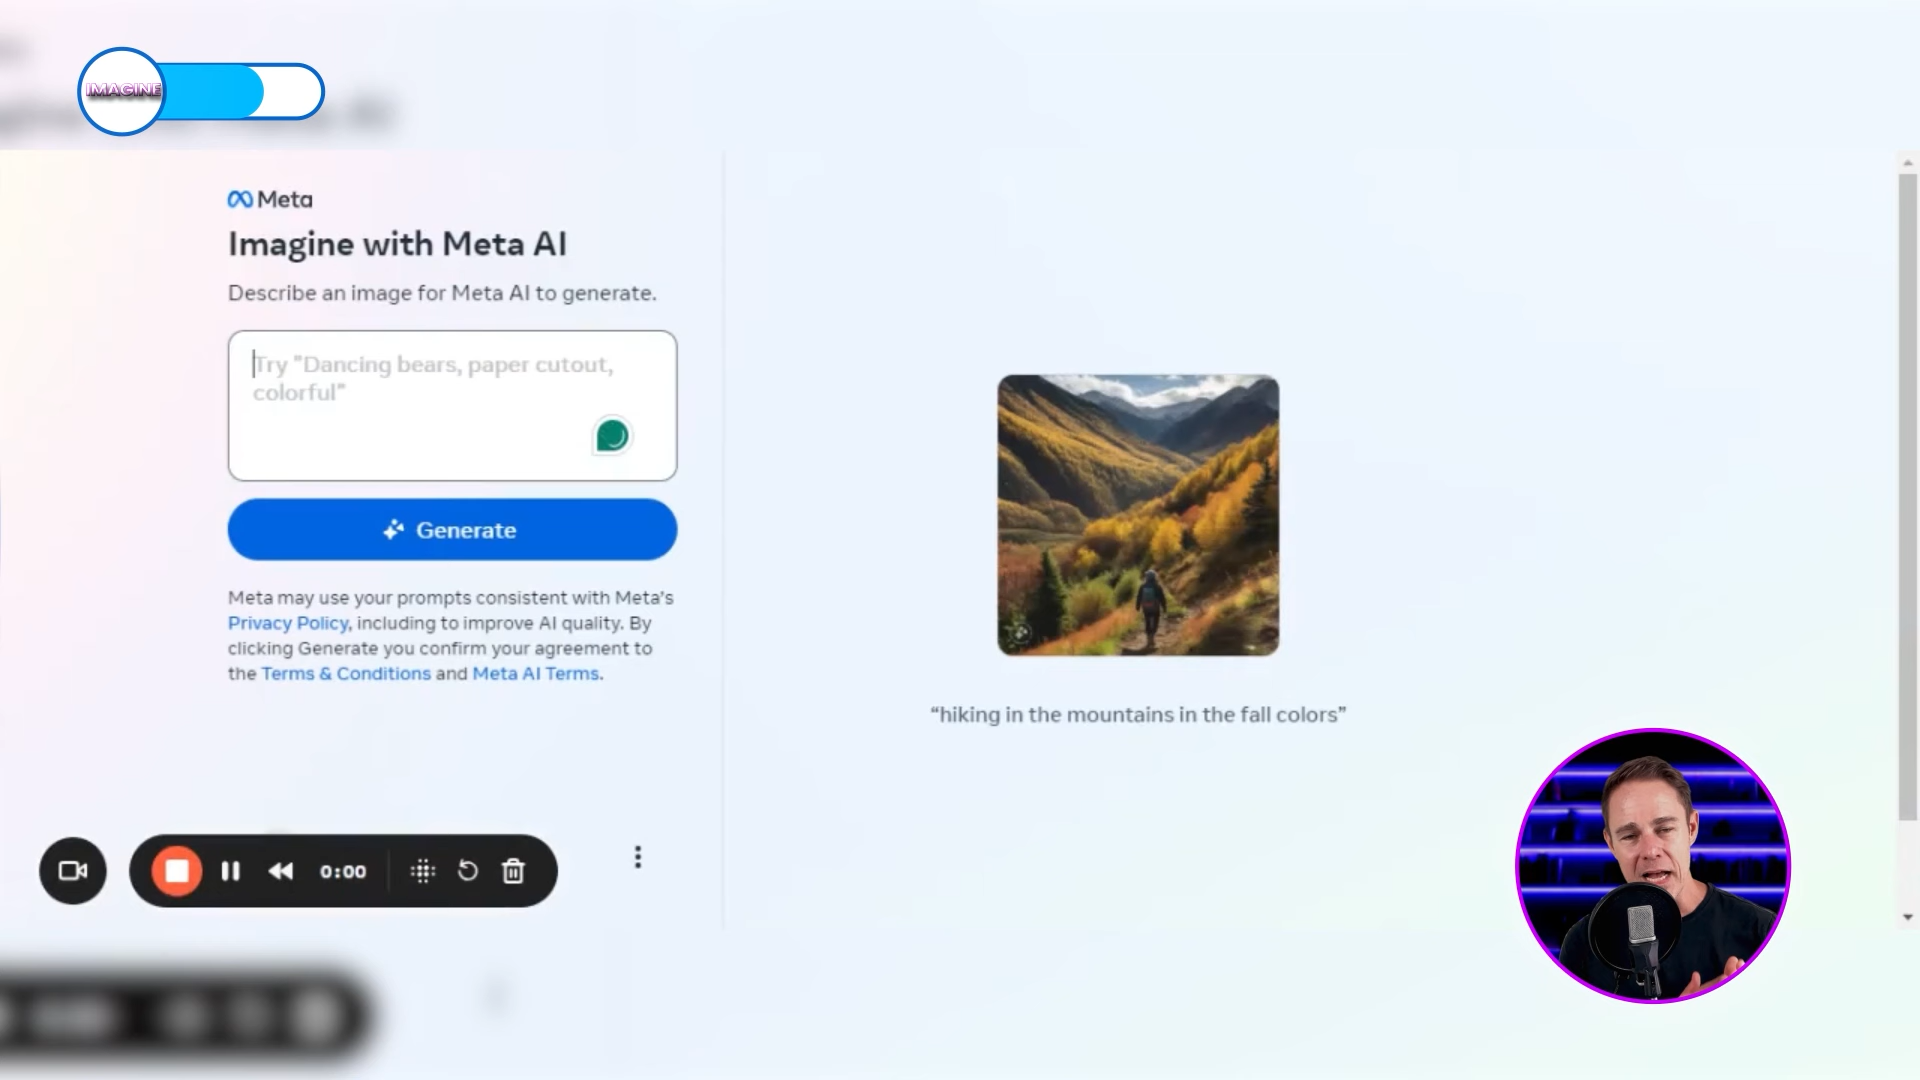 IMAGINE
Meta
Imagine with Meta AI
Describe an image for Meta AI to generate.
Try "Dancing bears, paper cutout,
colorful"
Generate
Meta may use your prompts consistent with Meta's
Privacy Policy, including to improve AI quality. By
clicking Generate you confirm your agreement to
the Terms & Conditions and Meta AI Terms.
“hiking in the mountains in the fall colors”
0:00